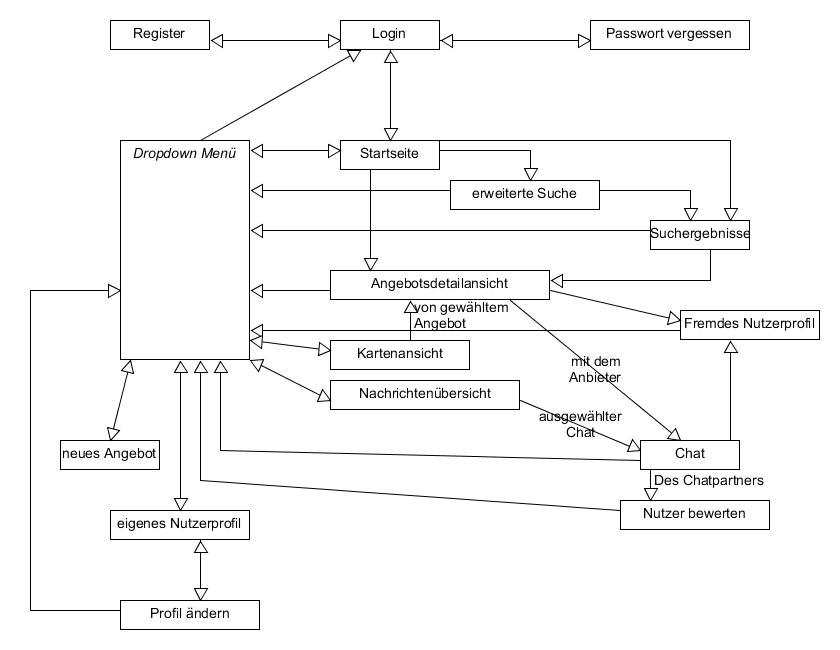 Register
Login
Passwort vergessen
Dropdown Menü
Startseite
erweiterte Suche
Suchergebnisse
Angebotsdetailansicht
von gewähltem
Angebot
Fremdes Nutzerprofil
Kartenansicht
mit dem
Anbieter
Nachrichtenübersicht
ausgewählter
Chat
neues Angebot
Chat
Des Chatpartners
Nutzer bewerten
eigenes Nutzerprofil
Profil ändern